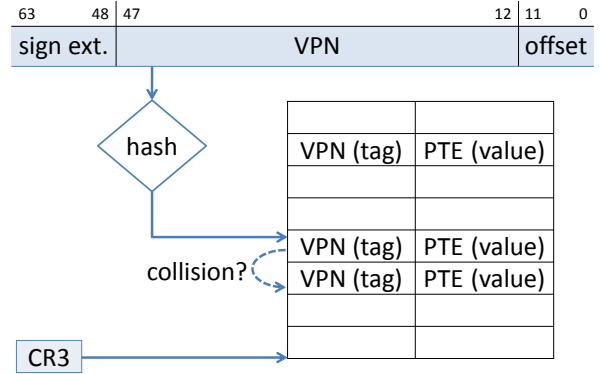 63 48 47 12 11 0
sign ext. VPN offset
hash
VPN (tag) PTE (value)
VPN (tag) PTE (value)
collision? VPN (tag) PTE (value)
CR3